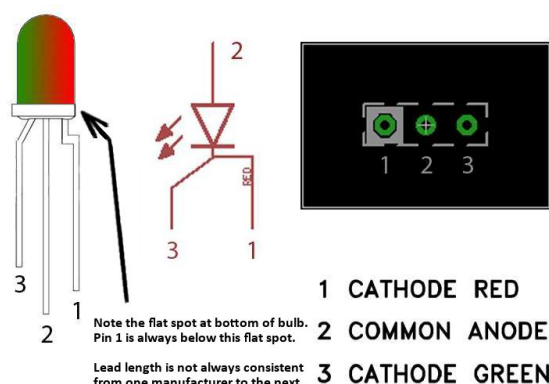 2
RED
3
1
1 2 3
3
2
1
Note the flat spot at bottom of bulb.
Pin 1 is always below this flat spot.
Lead length is not always consistent
from one manufacturer to the next
1 CATHODE RED
2 COMMON ANODE
3 CATHODE GREEN